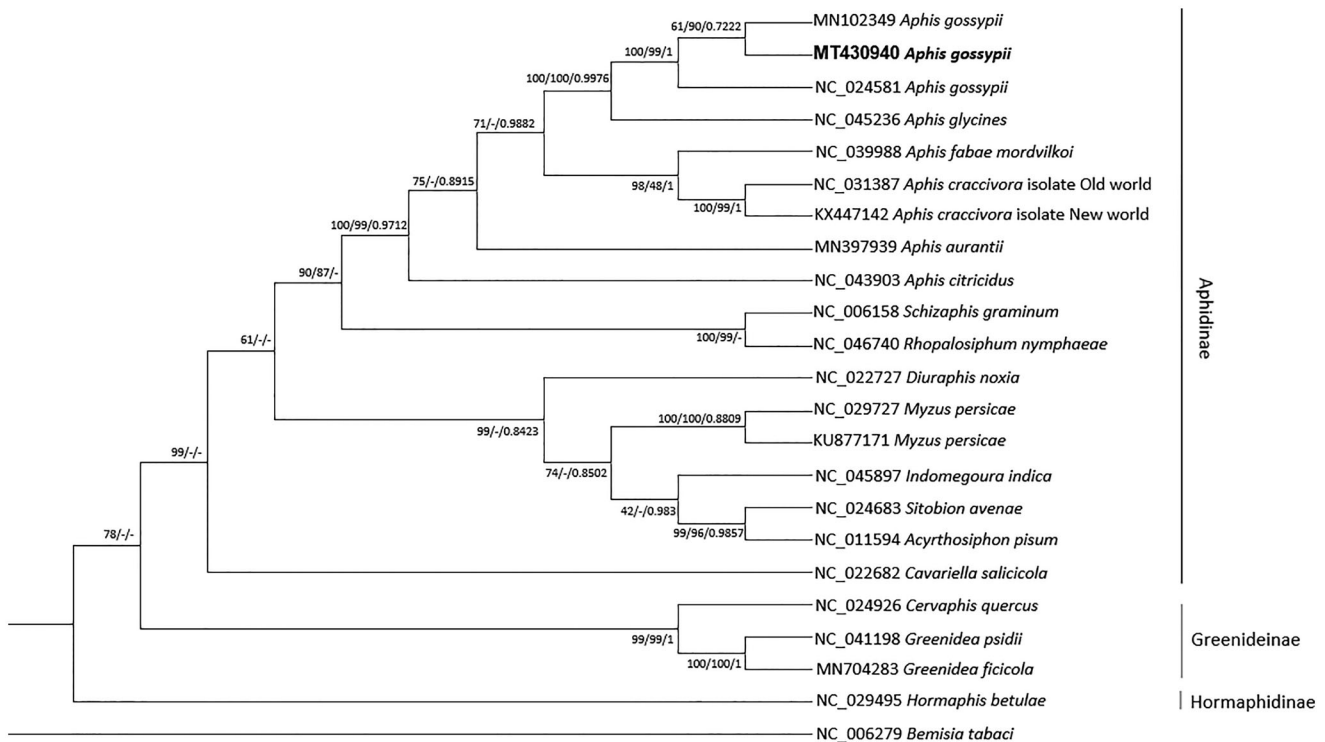 61/90/0.7222
MN102349 Aphis gossypii
100/99/1
MT430940 Aphis gossypii
100/100/0.9976
NC_024581 Aphis gossypii
71/-/0.9882
NC_045236 Aphis glycines
NC_039988 Aphis fabae mordvilkoi
75/-/0.8915
98/48/1
NC_031387 Aphis craccivora isolate Old world
100/99/1
KX447142 Aphis craccivora isolate New world
100/99/0.9712
MN397939 Aphis aurantii
90/87/-
NC_043903 Aphis citricidus
Aphidinae
NC_006158 Schizaphis graminum
61/-/-
100/99/-
NC_046740 Rhopalosiphum nymphaeae
NC_022727 Diuraphis noxia
99/-/0.8423
100/100/0.8809
NC_029727 Myzus persicae
KU877171 Myzus persicae
99/-/-
74/-/0.8502
NC_045897 Indomegoura indica
42/-/0.983
NC_024683 Sitobion avenae
99/96/0.9857
NC_011594 Acyrthosiphon pisum
78/-/-
NC_022682 Cavariella salicicola
NC_024926 Cervaphis quercus
99/99/1
NC_041198 Greenidea psidii
Greenideinae
100/100/1
MN704283 Greenidea ficicola
NC_029495 Hormaphis betulae
Hormaphidinae
NC_006279 Bemisia tabaci